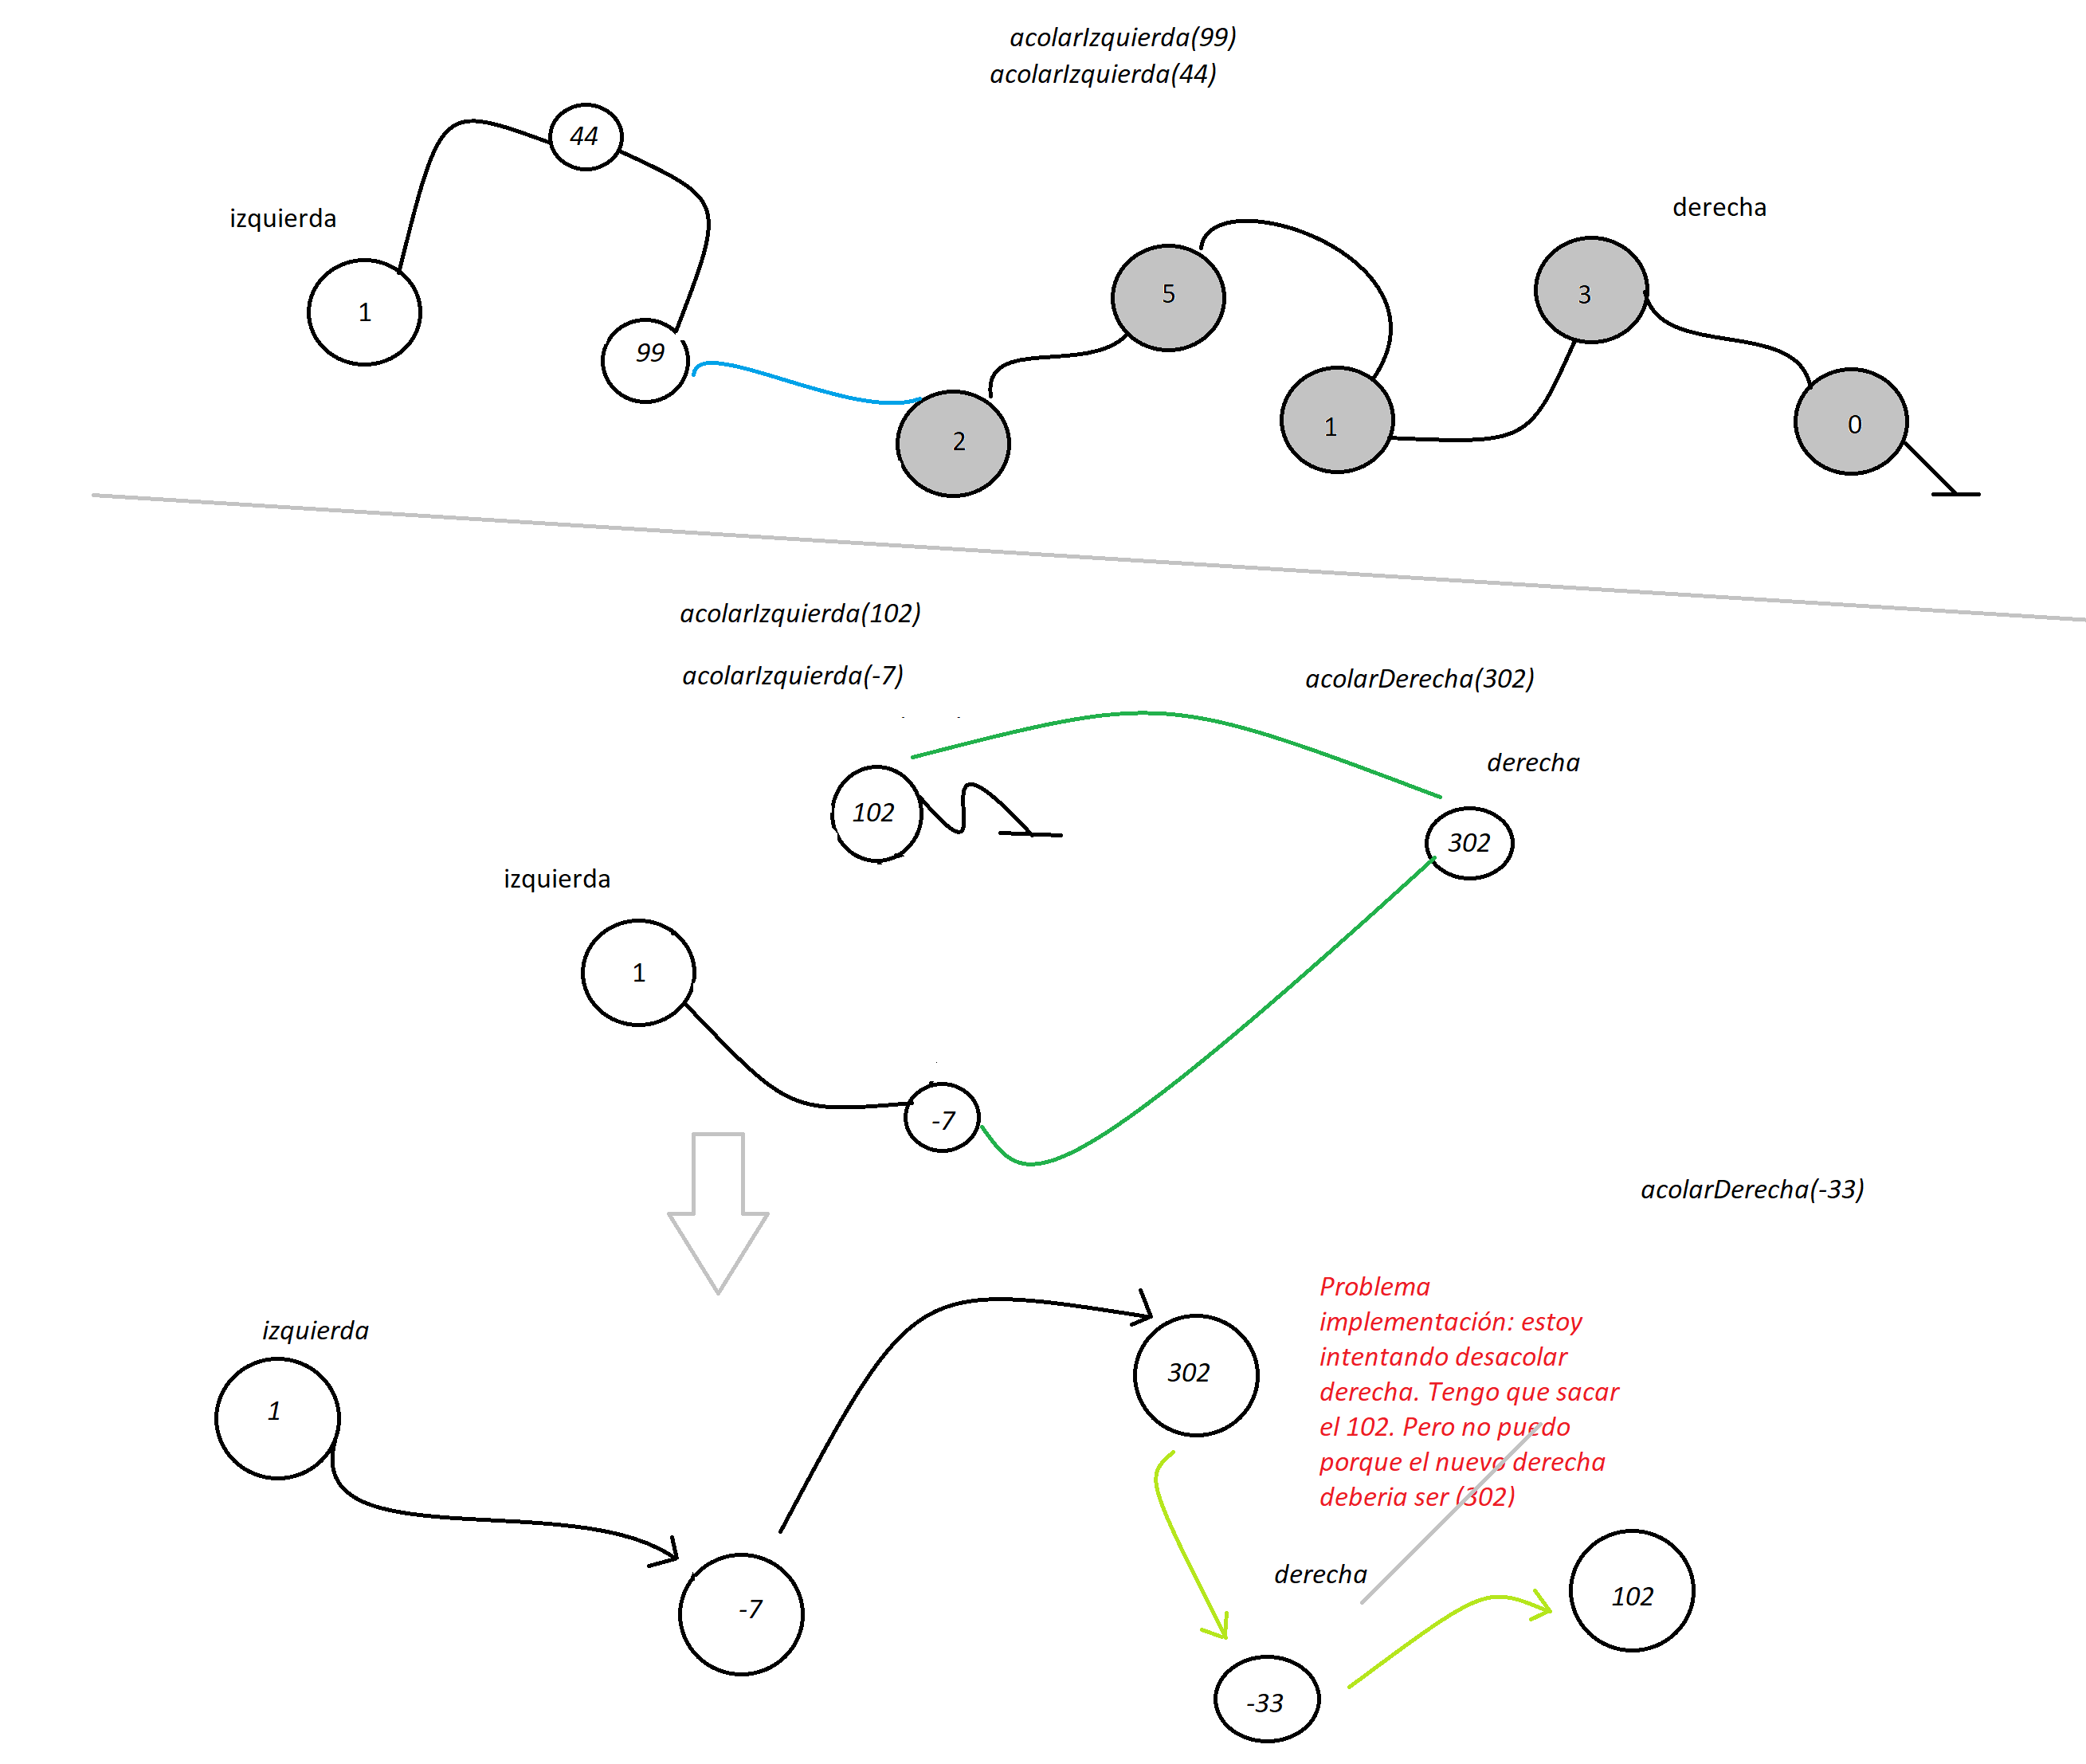 acolarIzquierda(99)
acolarIzquierda(44)
44
izquierda
derecha
1
99
5
3
2
1
0
acolarIzquierda(102)
acolarIzquierda(-7)
acolarDerecha(302)
derecha
102
302
izquierda
1
-7
acolarDerecha(-33)
izquierda
1
302
Problema
implementación: estoy
intentando desacolar
derecha. Tengo que sacar
el 102. Pero no puedo
porque el nuevo derecha
deberia ser (302)
derecha
102
-7
-33